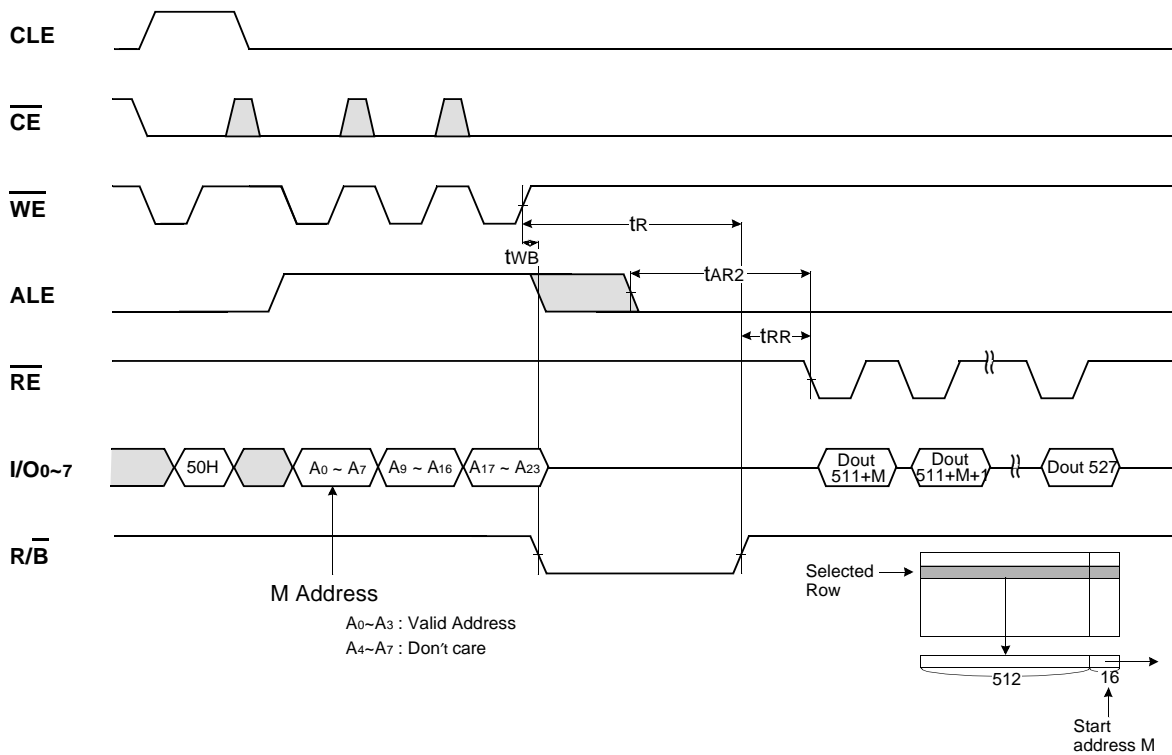 CLE
CE
WE
tR
tWB
ALE
tAR2
tRR
RE
I/O0~7
50H
A0 ~ A7
A9 ~ A16
A17 ~ A23
Dout
511+M
Dout
511+M+1
Dout 527
R/B
M Address
A0~A3 : Valid Address
A4~A7 : Don't care
Selected
Row
512
16
Start
address M